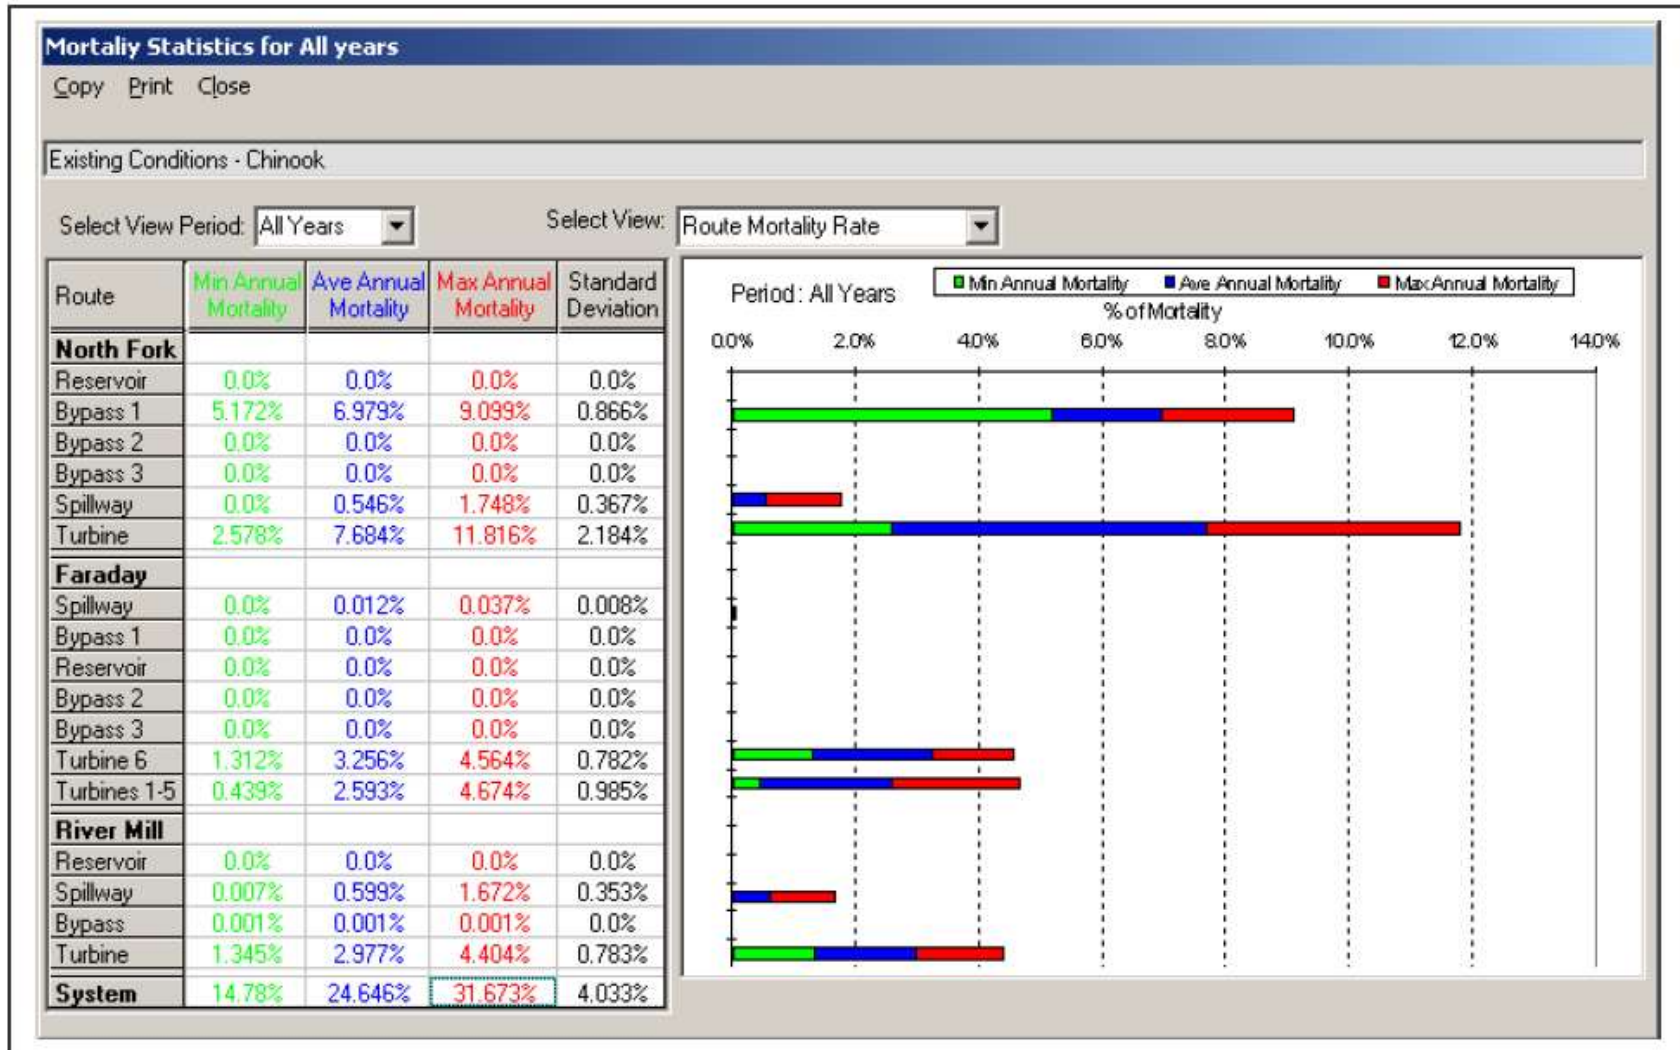 Mortaliy Statistics for All years
Copy Print Close
Existing Conditions - Chinook
Select View Period: All Years Select View: Route Mortality Rate
Route Min Annual Mortality Ave Annual Mortality Max Annual Mortality Standard Deviation
North Fork
Reservoir 0.0% 0.0% 0.0% 0.0%
Bypass 1 5.172% 6.979% 9.099% 0.866%
Bypass 2 0.0% 0.0% 0.0% 0.0%
Bypass 3 0.0% 0.0% 0.0% 0.0%
Spillway 0.0% 0.546% 1.748% 0.367%
Turbine 2.578% 7.684% 11.816% 2.184%
Faraday
Spillway 0.0% 0.012% 0.037% 0.008%
Bypass 1 0.0% 0.0% 0.0% 0.0%
Reservoir 0.0% 0.0% 0.0% 0.0%
Bypass 2 0.0% 0.0% 0.0% 0.0%
Bypass 3 0.0% 0.0% 0.0% 0.0%
Turbine 6 1.312% 3.256% 4.564% 0.782%
Turbines 1-5 0.439% 2.593% 4.674% 0.985%
River Mill
Reservoir 0.0% 0.0% 0.0% 0.0%
Spillway 0.007% 0.599% 1.672% 0.353%
Bypass 0.001% 0.001% 0.001% 0.0%
Turbine 1.345% 2.977% 4.404% 0.783%
System 14.78% 24.646% 31.673% 4.033%
Period: All Years
Min Annual Mortality Ave Annual Mortality Max Annual Mortality
% of Mortality
0.0% 2.0% 4.0% 6.0% 8.0% 10.0% 12.0% 14.0%